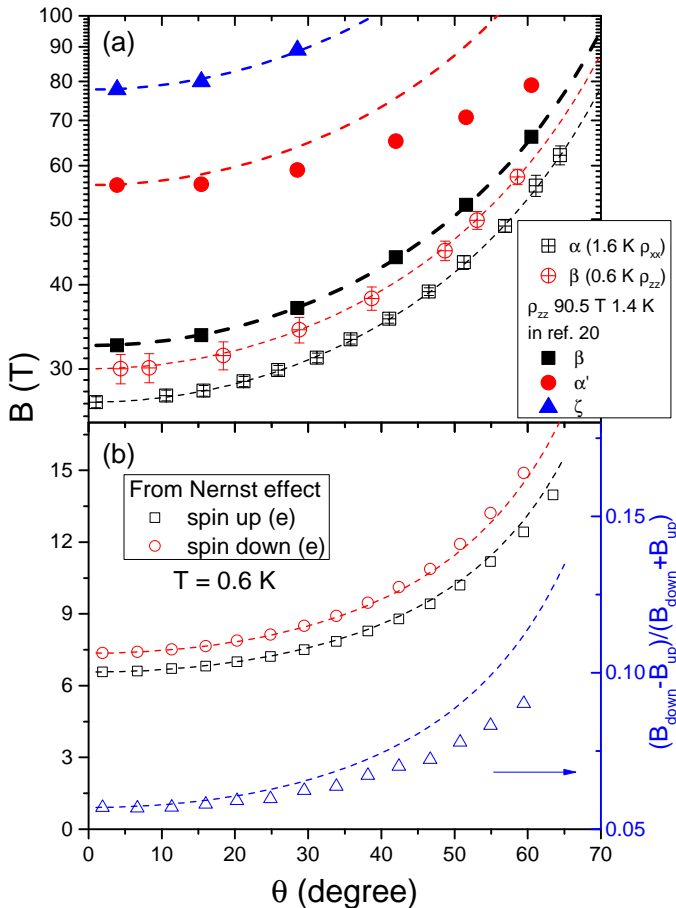 (a)
100
90
80
70
60
50
40
30
B (T)
α (1.6 K ρxx)
β (0.6 K ρzz)
ρzz 90.5 T 1.4 K
in ref. 20
β
α'
ζ
(b)
15
12
9
6
3
0
From Nernst effect
spin up (e)
spin down (e)
T = 0.6 K
0.15
0.10
0.05
(Bdown-Bup)/(Bdown+Bup)
0 10 20 30 40 50 60 70
θ (degree)